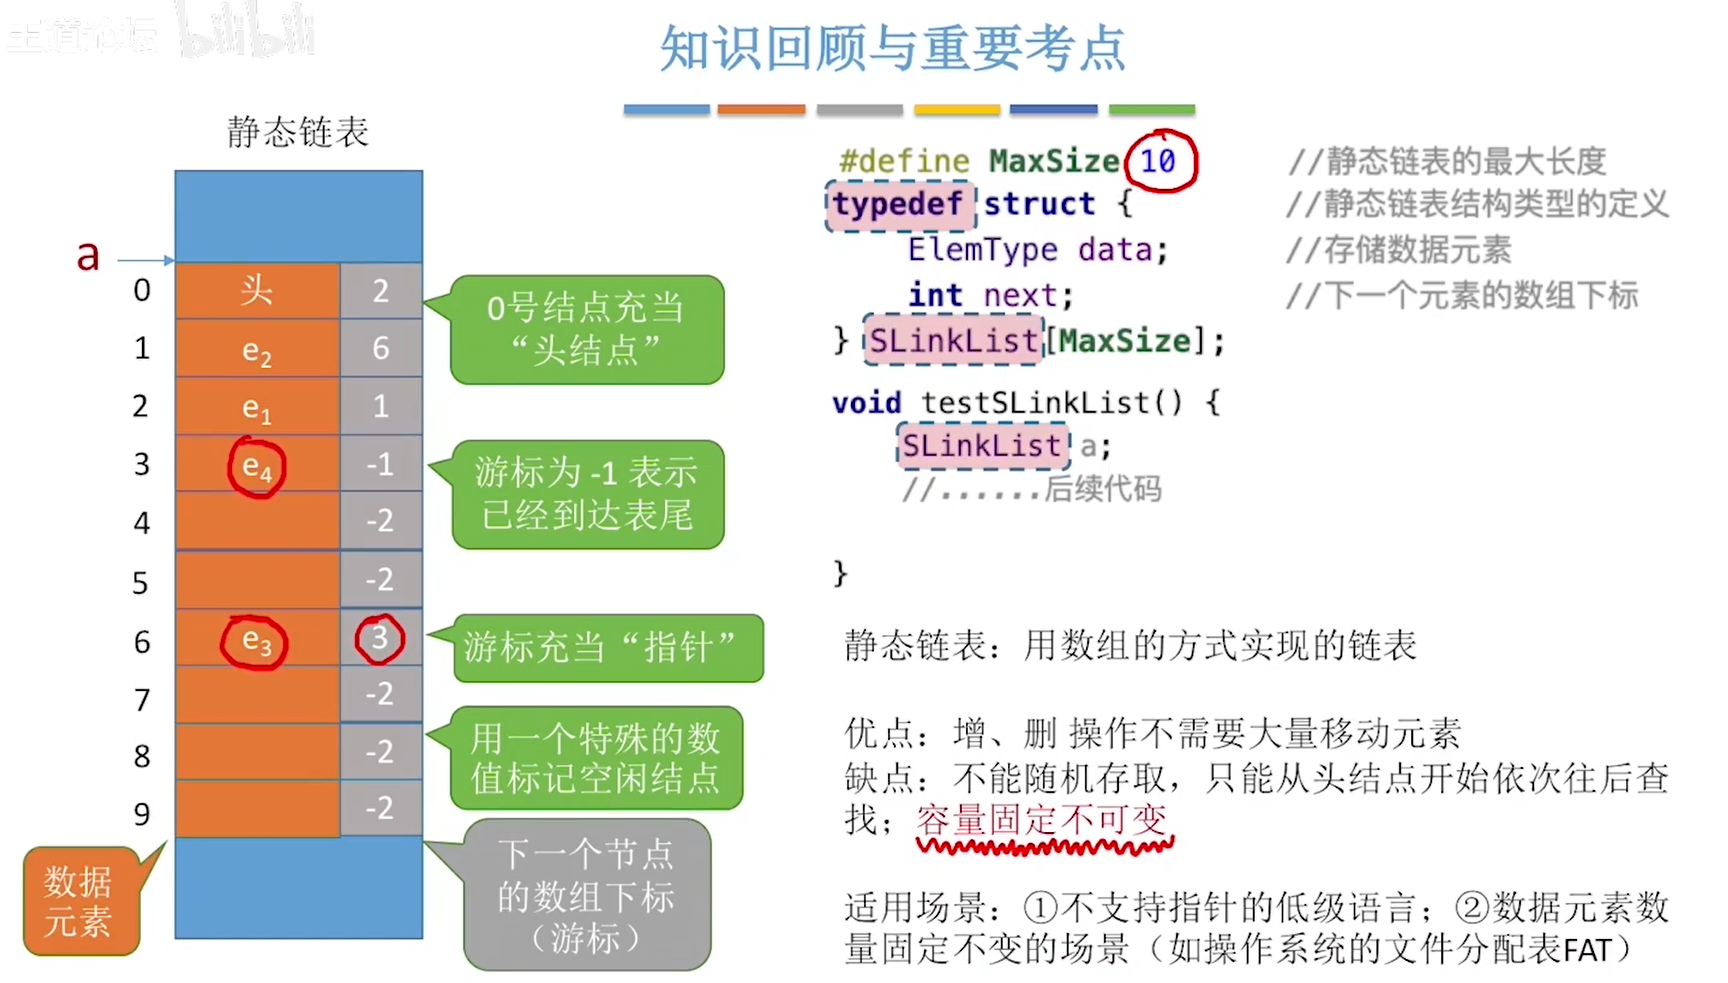 王道论坛 bilibili
知识回顾与重要考点
静态链表
a
0 头 2
1 e₂ 6
2 e₁ 1
3 e₄ -1
4 -2
5 -2
6 e₃ 3
7 -2
8 -2
9 -2
0号结点充当
“头结点”
游标为 -1 表示
已经到达表尾
游标充当“指针”
用一个特殊的数
值标记空闲结点
下一个节点
的数组下标
（游标）
数据
元素
#define MaxSize 10 //静态链表的最大长度
typedef struct { //静态链表结构类型的定义
ElemType data; //存储数据元素
int next; //下一个元素的数组下标
} SLinkList[MaxSize];
void testSLinkList() {
SLinkList a;
//......后续代码
}
静态链表：用数组的方式实现的链表
优点：增、删 操作不需要大量移动元素
缺点：不能随机存取，只能从头结点开始依次往后查
找；容量固定不可变
适用场景：①不支持指针的低级语言；②数据元素数
量固定不变的场景（如操作系统的文件分配表FAT）